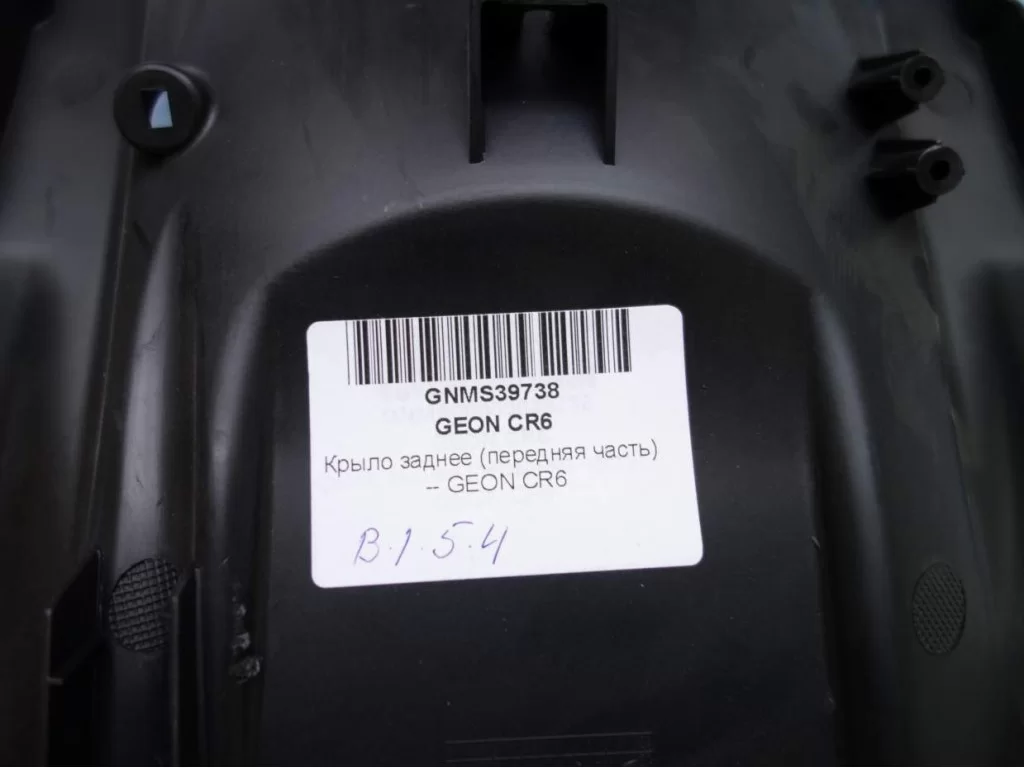 GNMS39738
GEON CR6
Крыло заднее (передняя часть)
-- GEON CR6
В.1.5.4